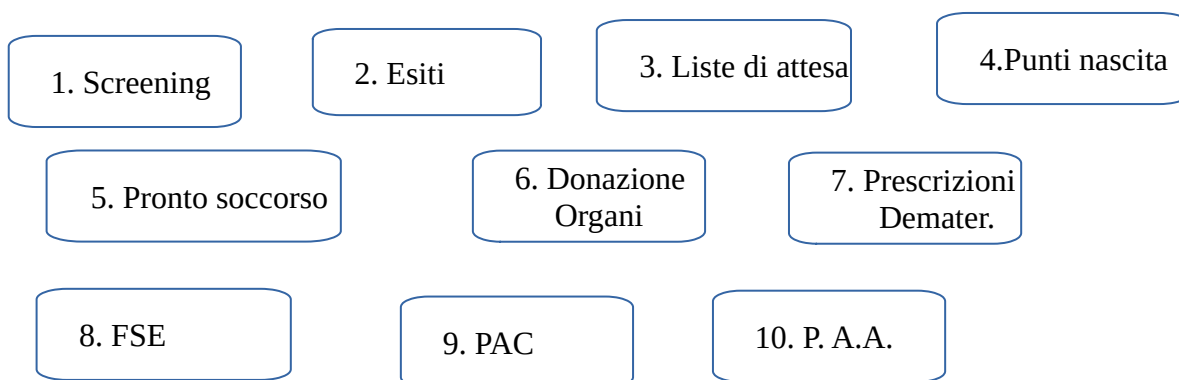 1. Screening
2. Esiti
3. Liste di attesa
4.Punti nascita
5. Pronto soccorso
6. Donazione
Organi
7. Prescrizioni
Demater.
8. FSE
9. PAC
10. P. A.A.